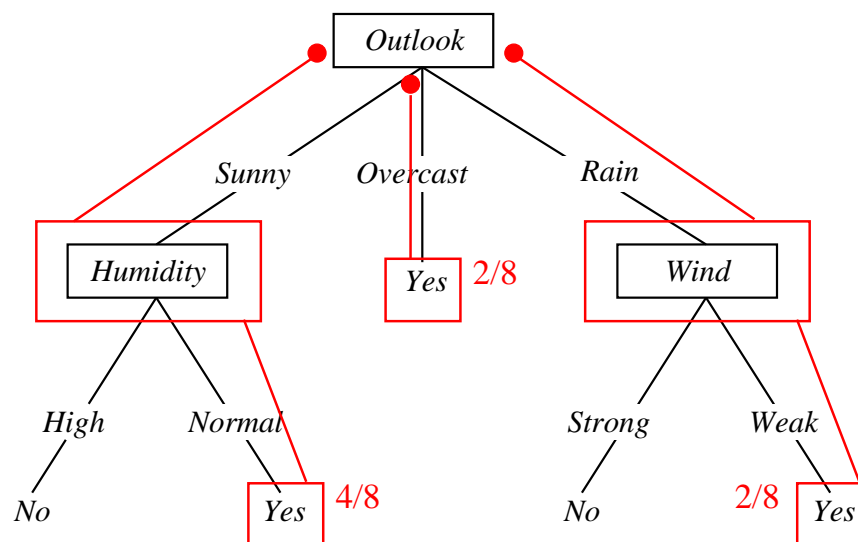 Outlook
Sunny Overcast Rain
Humidity Yes 2/8 Wind
High Normal Strong Weak
No Yes 4/8 No 2/8 Yes